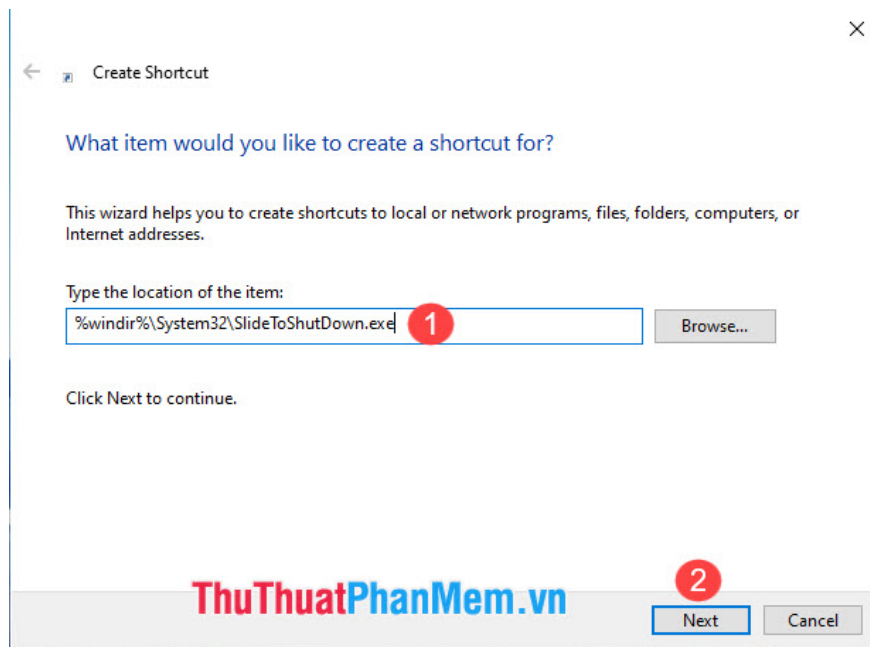 Create Shortcut
What item would you like to create a shortcut for?
This wizard helps you to create shortcuts to local or network programs, files, folders, computers, or
Internet addresses.
Type the location of the item:
%windir%\System32\SlideToShutDown.exe 1 Browse...
Click Next to continue.
2
ThuThuatPhanMem.vn
Next Cancel